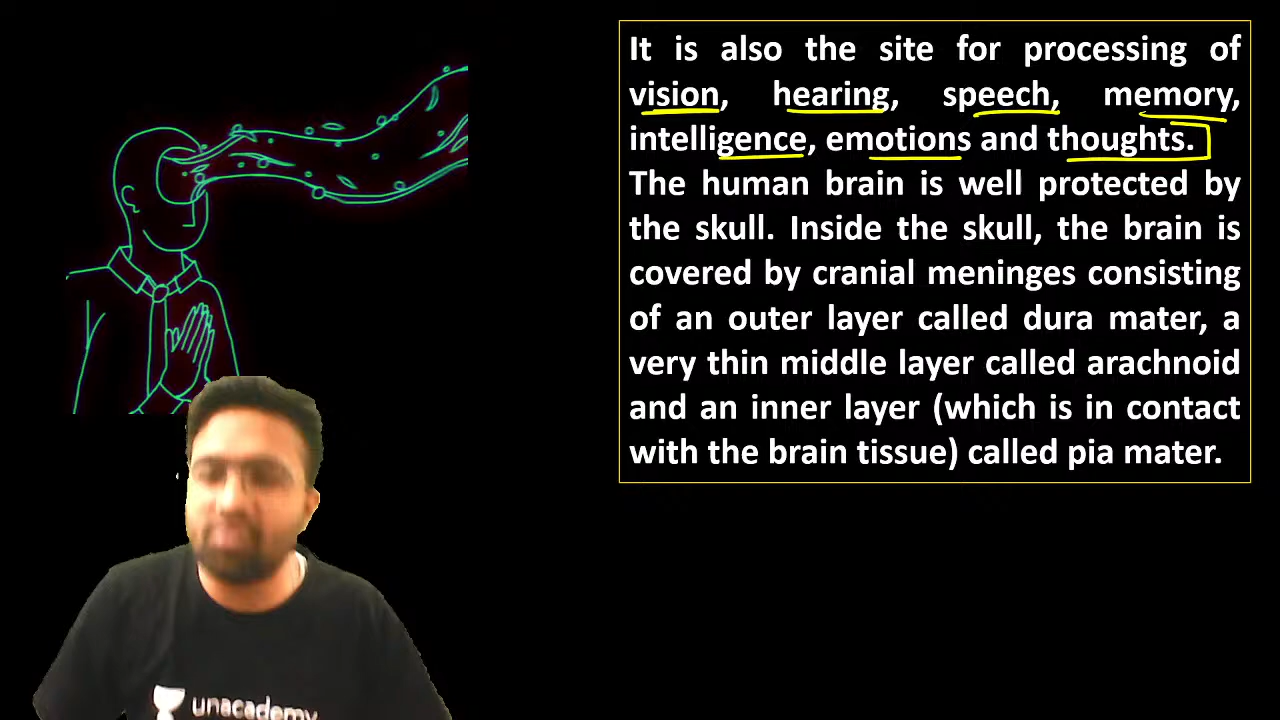 It is also the site for processing of
vision, hearing, speech, memory,
intelligence, emotions and thoughts.
The human brain is well protected by
the skull. Inside the skull, the brain is
covered by cranial meninges consisting
of an outer layer called dura mater, a
very thin middle layer called arachnoid
and an inner layer (which is in contact
with the brain tissue) called pia mater.
unacademy